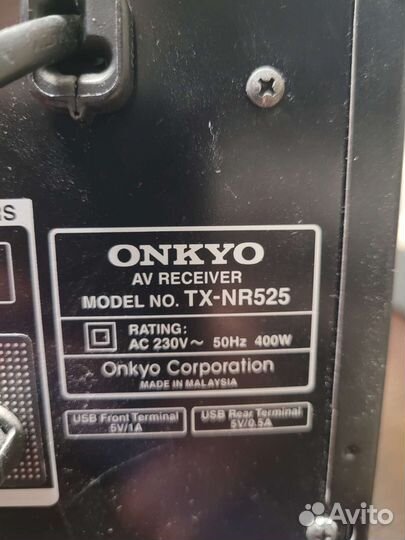 RS
ONKYO
AV RECEIVER
MODEL NO. TX-NR525
RATING:
AC 230V~ 50Hz 400W
Onkyo Corporation
MADE IN MALAYSIA
USB Front Terminal
5V/1A
USB Rear Terminal
5V/0.5A
Avito